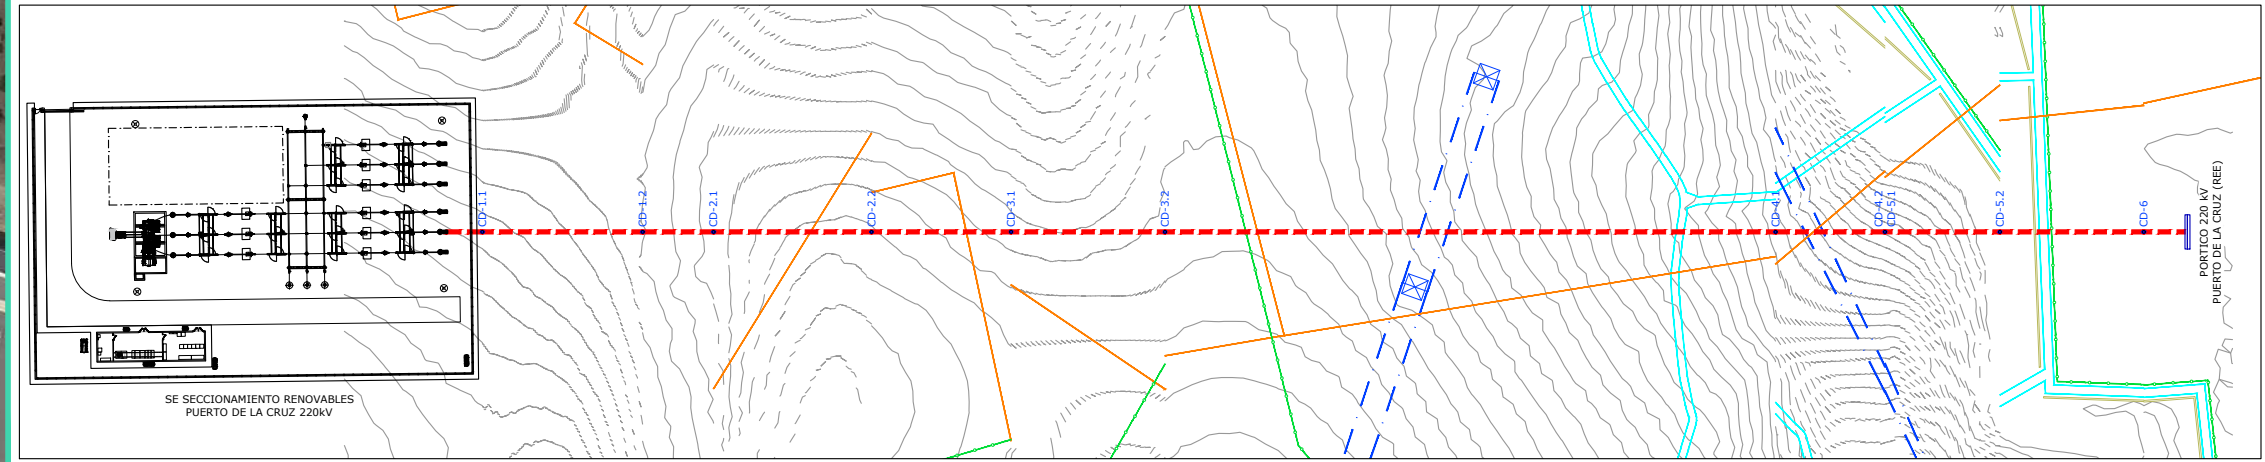 CD-1.1
CD-1.2
CD-2.1
CD-2.2
CD-3.1
CD-3.2
CD-4.1
CD-4.2
CD-5.1
CD-5.2
CD-6
PORTICO 220 kV
PUERTO DE LA CRUZ (REE)
SE SECCIONAMIENTO RENOVABLES
PUERTO DE LA CRUZ 220kV